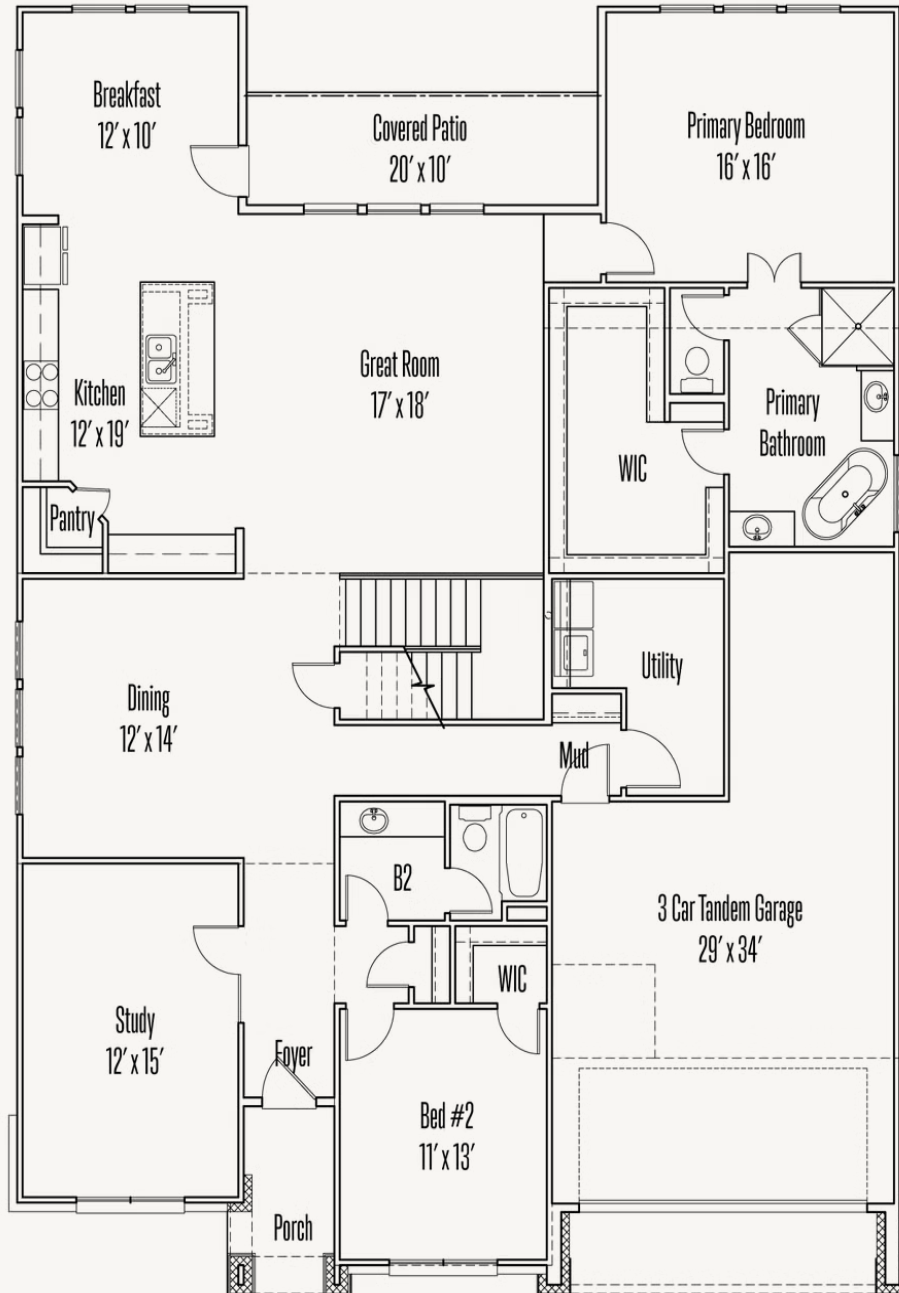 Breakfast
12' x 10'
Covered Patio
20' x 10'
Primary Bedroom
16' x 16'
Great Room
17' x 18'
Kitchen
12' x 19'
Primary
Bathroom
WIC
Pantry
Utility
Dining
12' x 14'
Mud
B2
3 Car Tandem Garage
29' x 34'
WIC
Study
12' x 15'
Foyer
Bed #2
11' x 13'
Porch